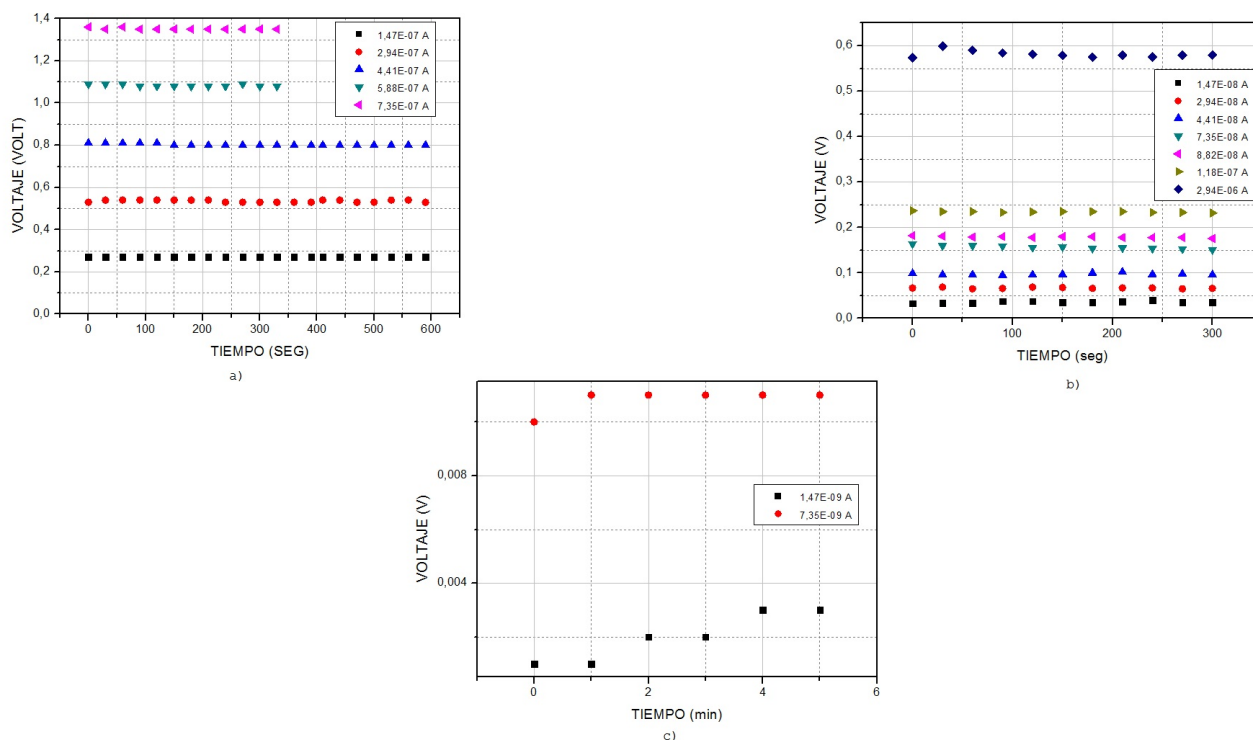 1,4
1,2
1,0
0,8
0,6
0,4
0,2
0,0
VOLTAJE (VOLT)
1,47E-07 A
2,94E-07 A
4,41E-07 A
5,88E-07 A
7,35E-07 A
0 100 200 300 400 500 600
TIEMPO (SEG)
a)
0,6
0,5
0,4
0,3
0,2
0,1
0,0
VOLTAJE (V)
1,47E-08 A
2,94E-08 A
4,41E-08 A
7,35E-08 A
8,82E-08 A
1,18E-07 A
2,94E-06 A
0 100 200 300
TIEMPO (seg)
b)
0,008
0,004
VOLTAJE (V)
1,47E-09 A
7,35E-09 A
0 2 4 6
TIEMPO (min)
c)